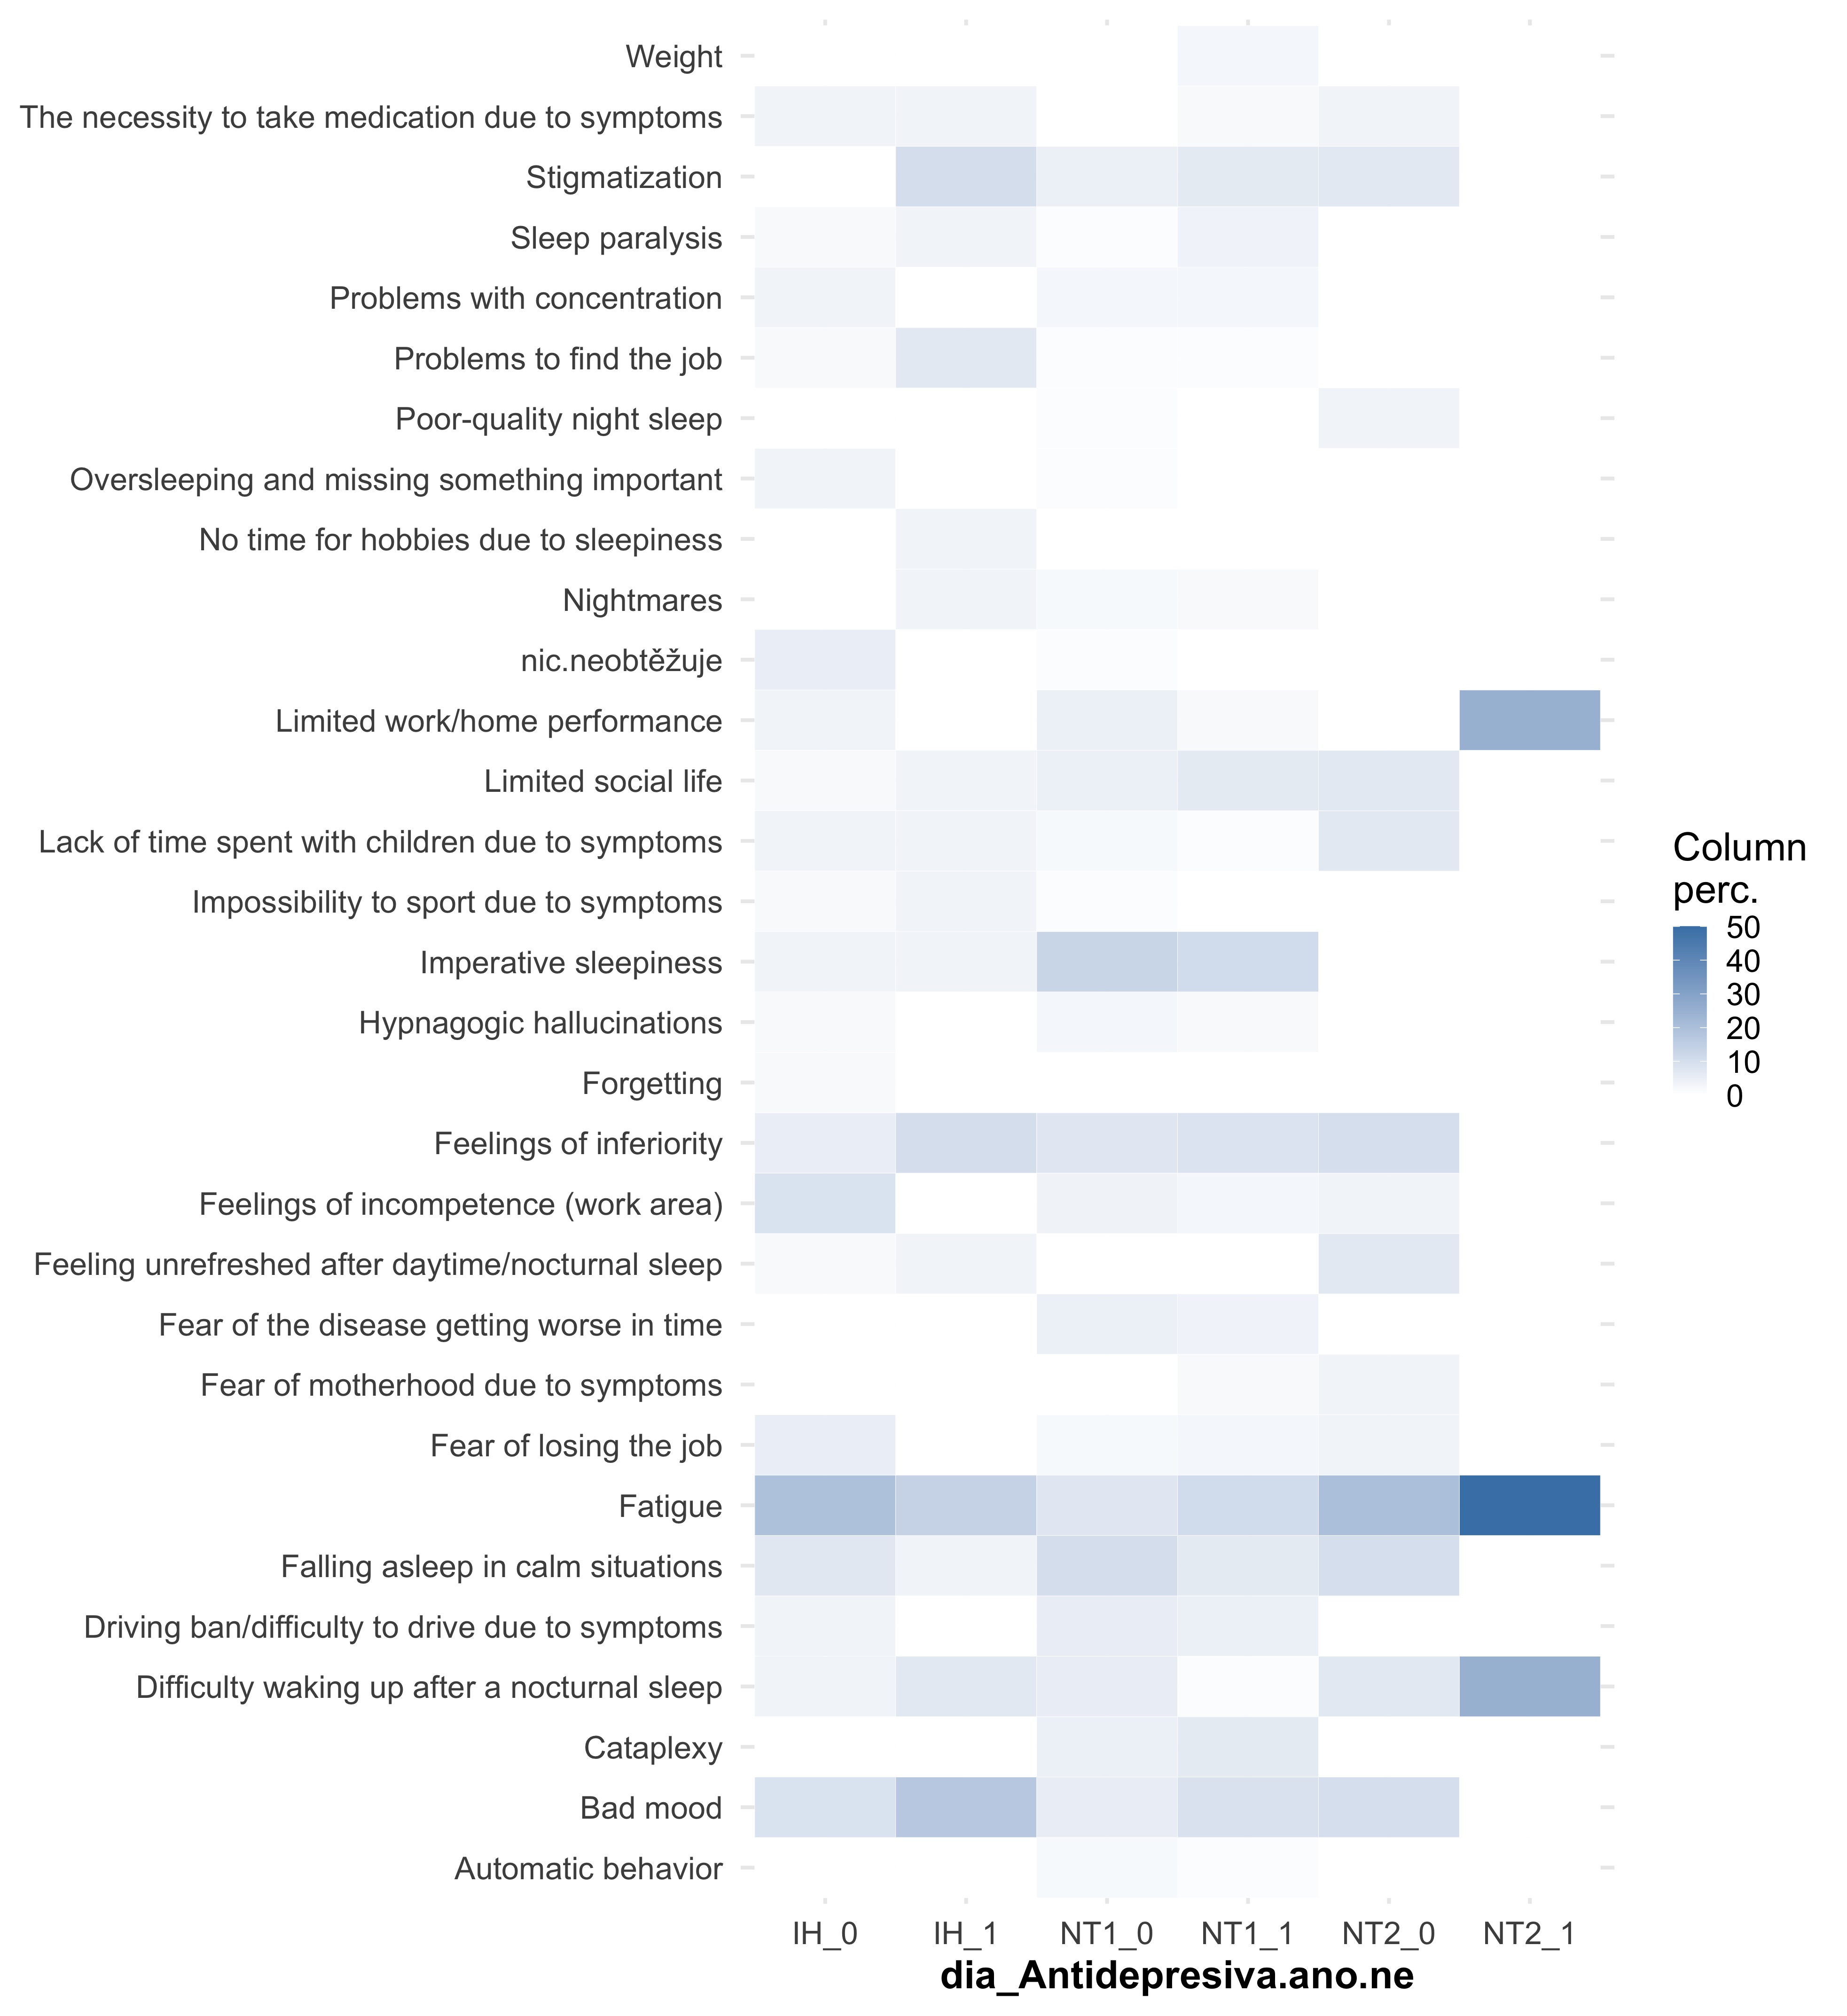 Weight
The necessity to take medication due to symptoms
Stigmatization
Sleep paralysis
Problems with concentration
Problems to find the job
Poor-quality night sleep
Oversleeping and missing something important
No time for hobbies due to sleepiness
Nightmares
nic.neobtěžuje
Limited work/home performance
Limited social life
Lack of time spent with children due to symptoms
Impossibility to sport due to symptoms
Imperative sleepiness
Hypnagogic hallucinations
Forgetting
Feelings of inferiority
Feelings of incompetence (work area)
Feeling unrefreshed after daytime/nocturnal sleep
Fear of the disease getting worse in time
Fear of motherhood due to symptoms
Fear of losing the job
Fatigue
Falling asleep in calm situations
Driving ban/difficulty to drive due to symptoms
Difficulty waking up after a nocturnal sleep
Cataplexy
Bad mood
Automatic behavior
IH_0 IH_1 NT1_0 NT1_1 NT2_0 NT2_1
dia_Antidepresiva.ano.ne
Column
perc.
50
40
30
20
10
0